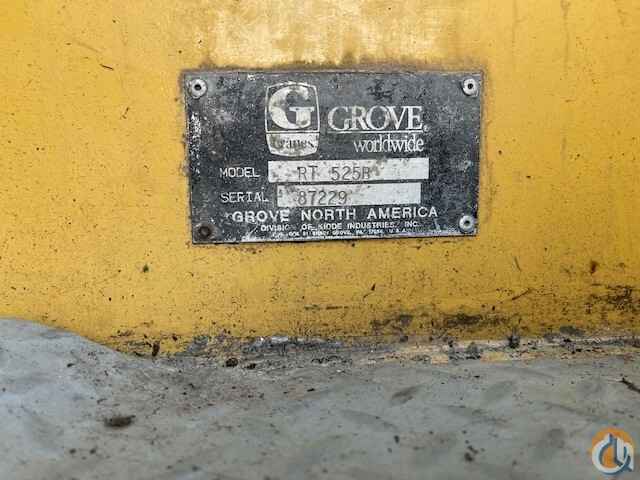 G
Cranes
GROVE
worldwide
MODEL RT 525B
SERIAL 87229
GROVE NORTH AMERICA
DIVISION OF KIDDE INDUSTRIES, INC.